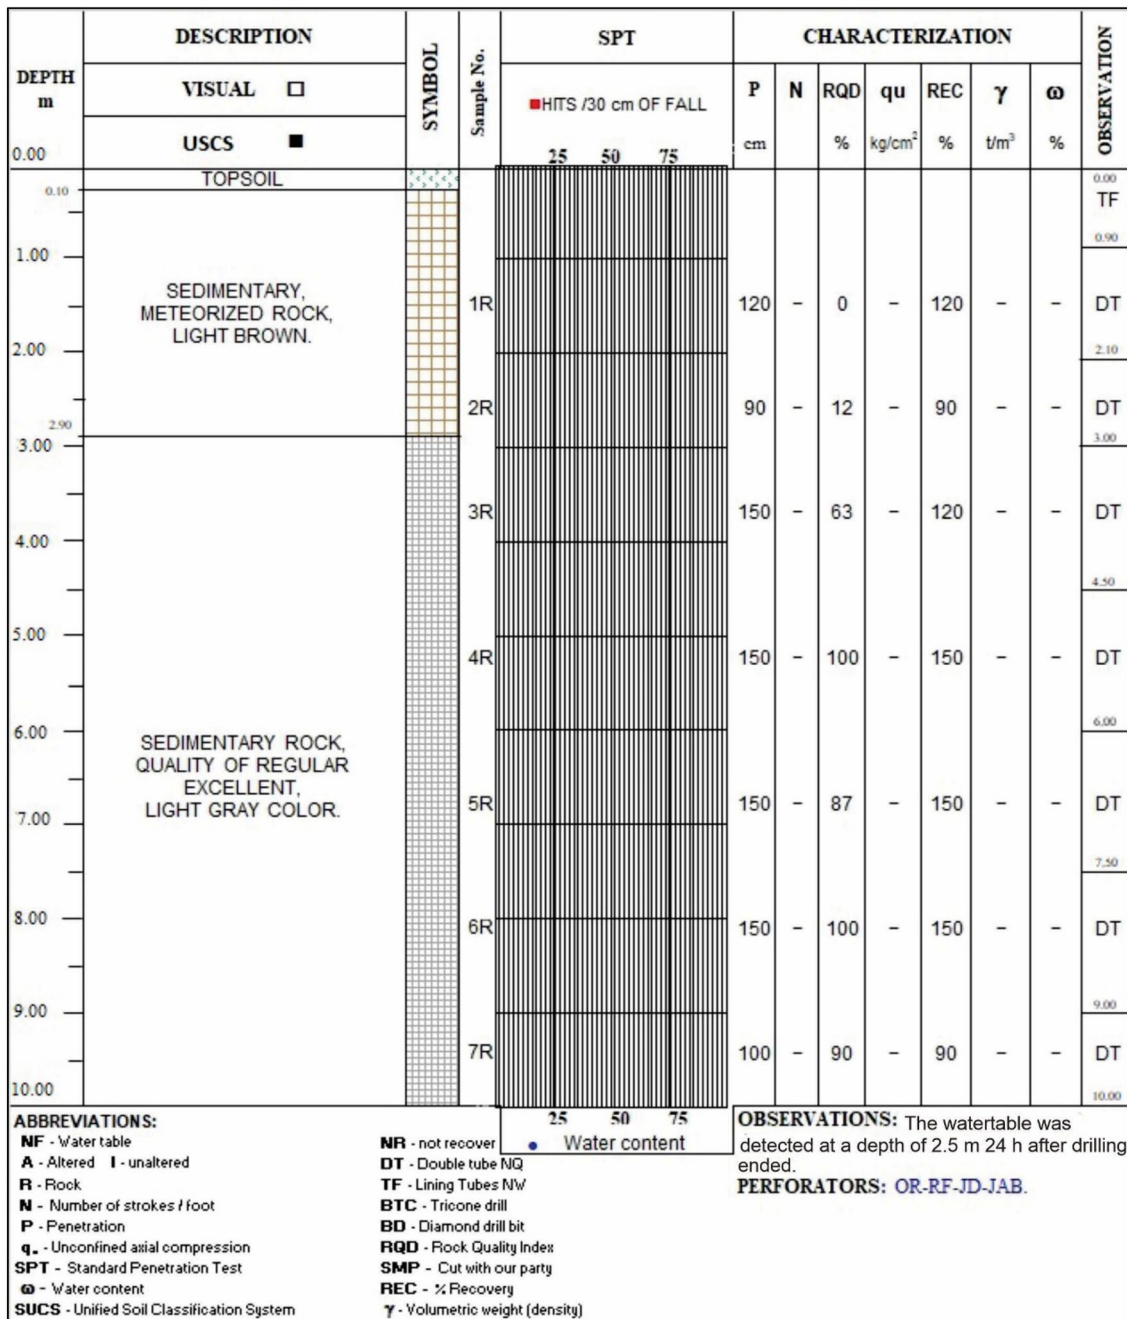 DEPTH
m
0.00
DESCRIPTION
VISUAL □
USCS ■
SYMBOL
Sample No.
SPT
■HITS /30 cm OF FALL
25 50 75
CHARACTERIZATION
P N RQD qu REC γ ω
cm % kg/cm² % t/m³ %
OBSERVATION
TOPSOIL
0.00
0.10
TF
0.90
1.00
SEDIMENTARY,
METEORIZED ROCK,
LIGHT BROWN.
1R 120 – 0 – 120 – – DT
2.00
2.10
2R 90 – 12 – 90 – – DT
2.90
3.00
3.00
3R 150 – 63 – 120 – – DT
4.00
4.50
5.00
4R 150 – 100 – 150 – – DT
6.00
6.00
SEDIMENTARY ROCK,
QUALITY OF REGULAR
EXCELLENT,
LIGHT GRAY COLOR.
5R 150 – 87 – 150 – – DT
7.00
7.50
8.00
6R 150 – 100 – 150 – – DT
9.00
9.00
7R 100 – 90 – 90 – – DT
10.00
10.00
25 50 75
• Water content
ABBREVIATIONS:
NF - Water table
A - Altered I - unaltered
R - Rock
N - Number of strokes / foot
P - Penetration
q. - Unconfined axial compression
SPT - Standard Penetration Test
ω - Water content
SUCS - Unified Soil Classification System
NR - not recover
DT - Double tube NQ
TF - Lining Tubes NW
BTC - Tricone drill
BD - Diamond drill bit
RQD - Rock Quality Index
SMP - Cut with our party
REC - % Recovery
γ - Volumetric weight (density)
OBSERVATIONS: The watertable was
detected at a depth of 2.5 m 24 h after drilling
ended.
PERFORATORS: OR-RF-JD-JAB.